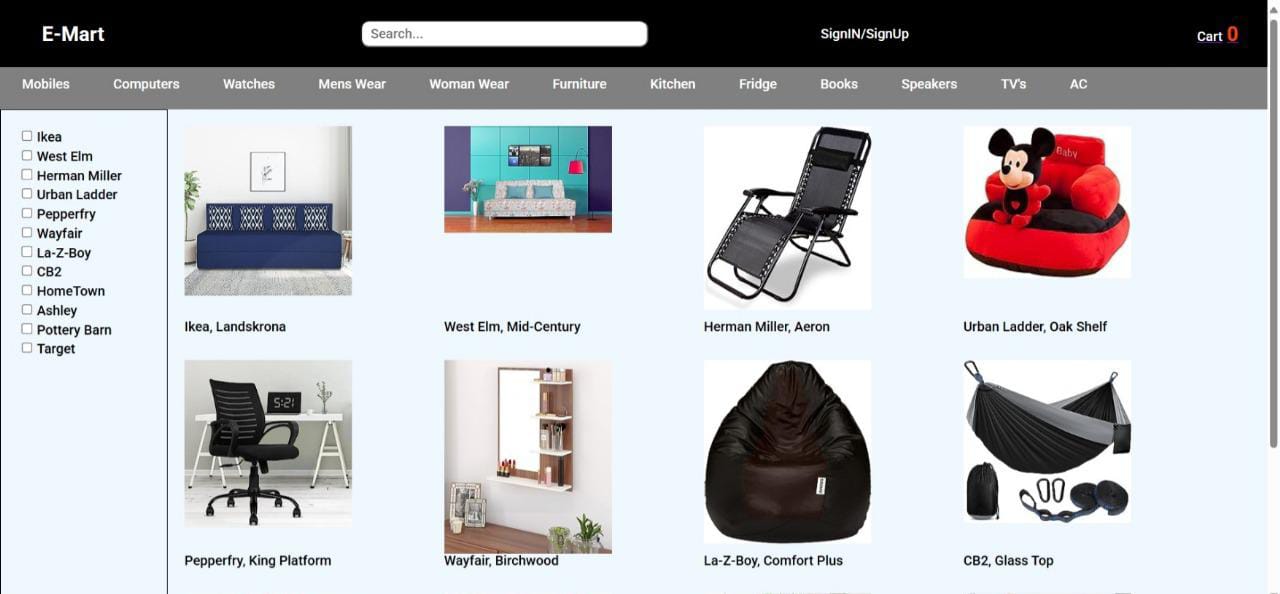 E-Mart
Search...
SignIN/SignUp
Cart 0
Mobiles Computers Watches Mens Wear Woman Wear Furniture Kitchen Fridge Books Speakers TV's AC
Ikea
West Elm
Herman Miller
Urban Ladder
Pepperfry
Wayfair
La-Z-Boy
CB2
HomeTown
Ashley
Pottery Barn
Target
Baby
Ikea, Landskrona
West Elm, Mid-Century
Herman Miller, Aeron
Urban Ladder, Oak Shelf
5:21
Pepperfry, King Platform
Wayfair, Birchwood
La-Z-Boy, Comfort Plus
CB2, Glass Top